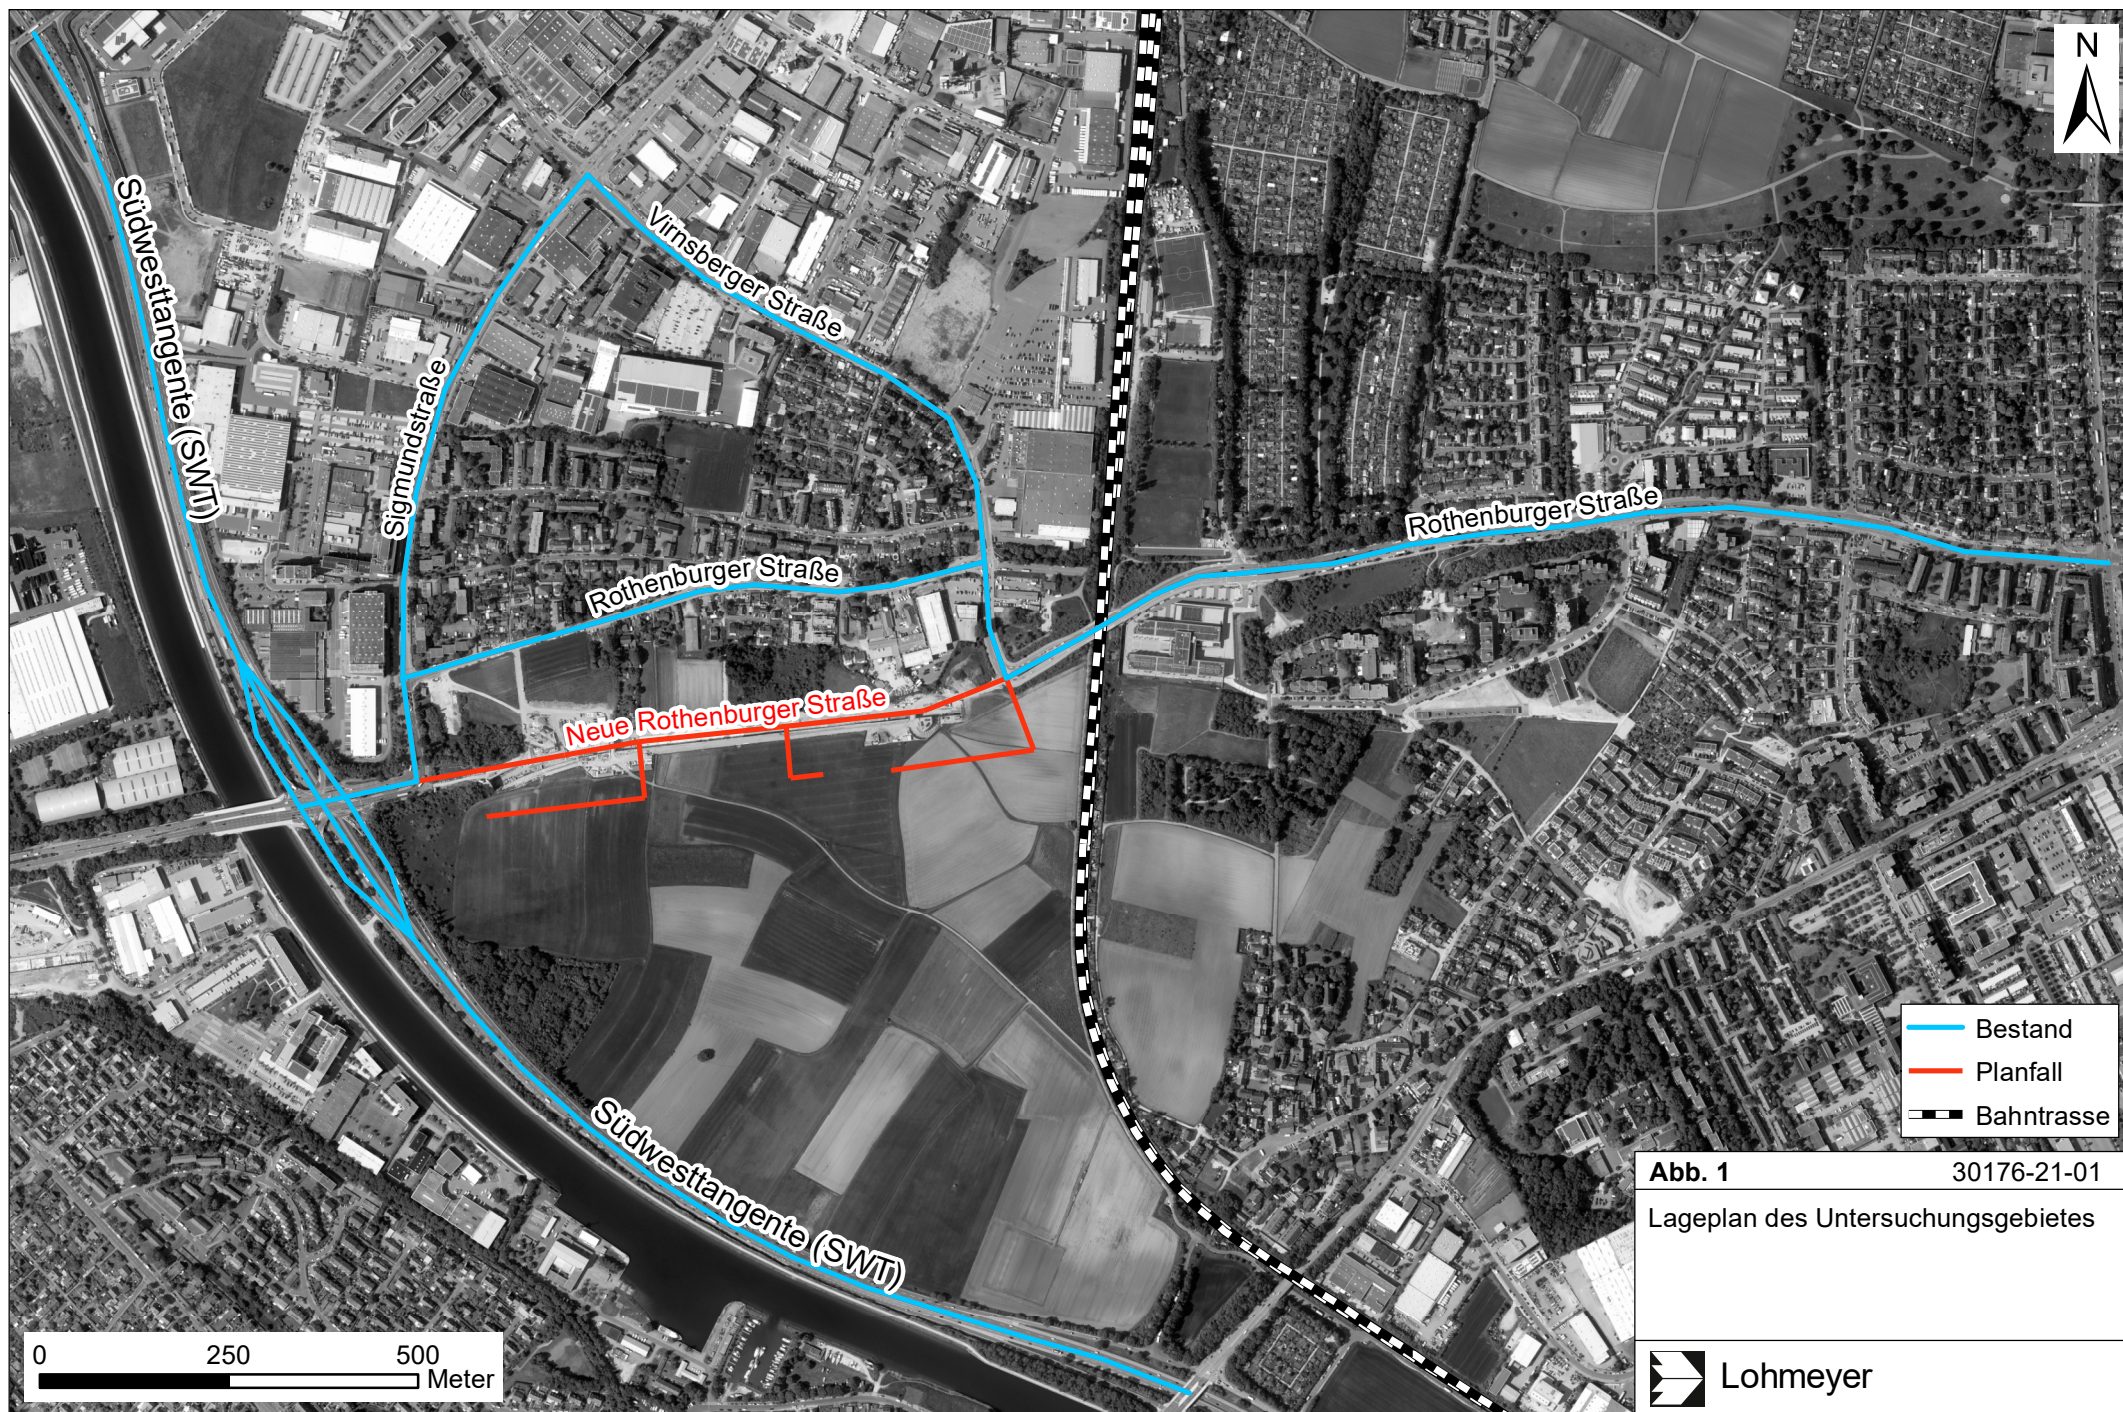 N
Südwesttangente (SWT)
Virnsberger Straße
Sigmundstraße
Rothenburger Straße
Rothenburger Straße
Neue Rothenburger Straße
Südwesttangente (SWT)
Bestand
Planfall
Bahntrasse
Abb. 1 30176-21-01
Lageplan des Untersuchungsgebietes
0 250 500
Meter
Lohmeyer